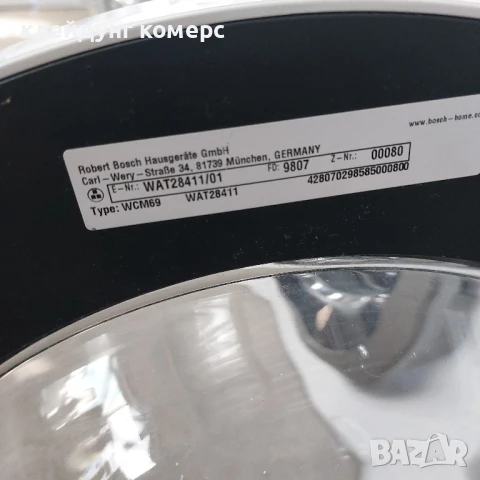 клайдунг комерс
www.bosch-home.co
Robert Bosch Hausgeräte GmbH
Carl-Wery-Straße 34, 81739 München, GERMANY
E-Nr.: WAT28411/01 FD: 9807 Z-Nr.: 00080
Type: WCM69 WAT28411 428070298585000800
BAZAR